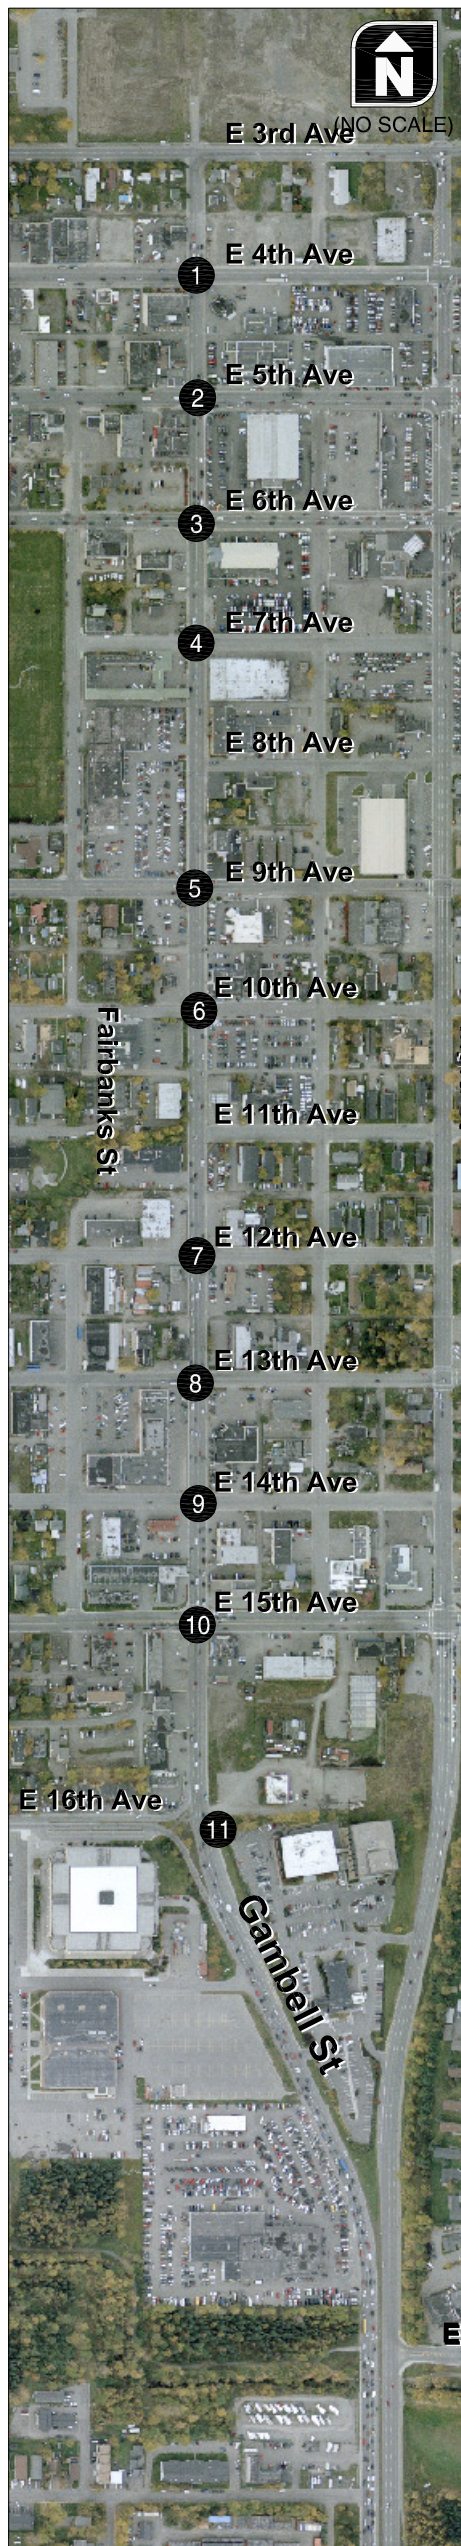 N
(NO SCALE)
E 3rd Ave
E 4th Ave
1
E 5th Ave
2
E 6th Ave
3
E 7th Ave
4
E 8th Ave
E 9th Ave
5
E 10th Ave
6
Fairbanks St
E 11th Ave
E 12th Ave
7
E 13th Ave
8
E 14th Ave
9
E 15th Ave
10
E 16th Ave
11
Gambell St
E